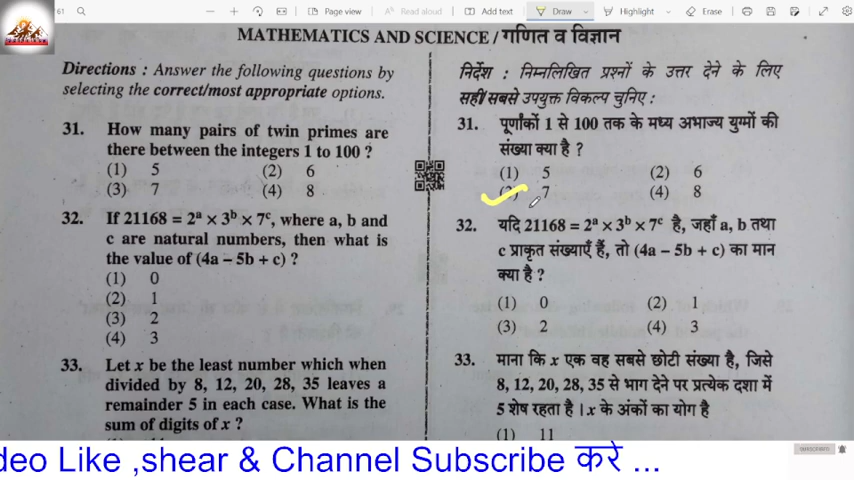 61
Page view
Read aloud
Add text
Draw
Highlight
Erase
MATHEMATICS AND SCIENCE / गणित व विज्ञान
Directions : Answer the following questions by
selecting the correct/most appropriate options.
31. How many pairs of twin primes are
there between the integers 1 to 100 ?
(1) 5 (2) 6
(3) 7 (4) 8
32. If 21168 = 2ᵃ × 3ᵇ × 7ᶜ, where a, b and
c are natural numbers, then what is
the value of (4a – 5b + c) ?
(1) 0
(2) 1
(3) 2
(4) 3
33. Let x be the least number which when
divided by 8, 12, 20, 28, 35 leaves a
remainder 5 in each case. What is the
sum of digits of x ?
निर्देश : निम्नलिखित प्रश्नों के उत्तर देने के लिए
सही/सबसे उपयुक्त विकल्प चुनिए :
31. पूर्णांकों 1 से 100 तक के मध्य अभाज्य युग्मों की
संख्या क्या है ?
(1) 5 (2) 6
7 (4) 8
32. यदि 21168 = 2ᵃ × 3ᵇ × 7ᶜ है, जहाँ a, b तथा
c प्राकृत संख्याएँ हैं, तो (4a – 5b + c) का मान
क्या है ?
(1) 0 (2) 1
(3) 2 (4) 3
33. माना कि x एक वह सबसे छोटी संख्या है, जिसे
8, 12, 20, 28, 35 से भाग देने पर प्रत्येक दशा में
5 शेष रहता है । x के अंकों का योग है
(1) 11
deo Like ,shear & Channel Subscribe करे ...